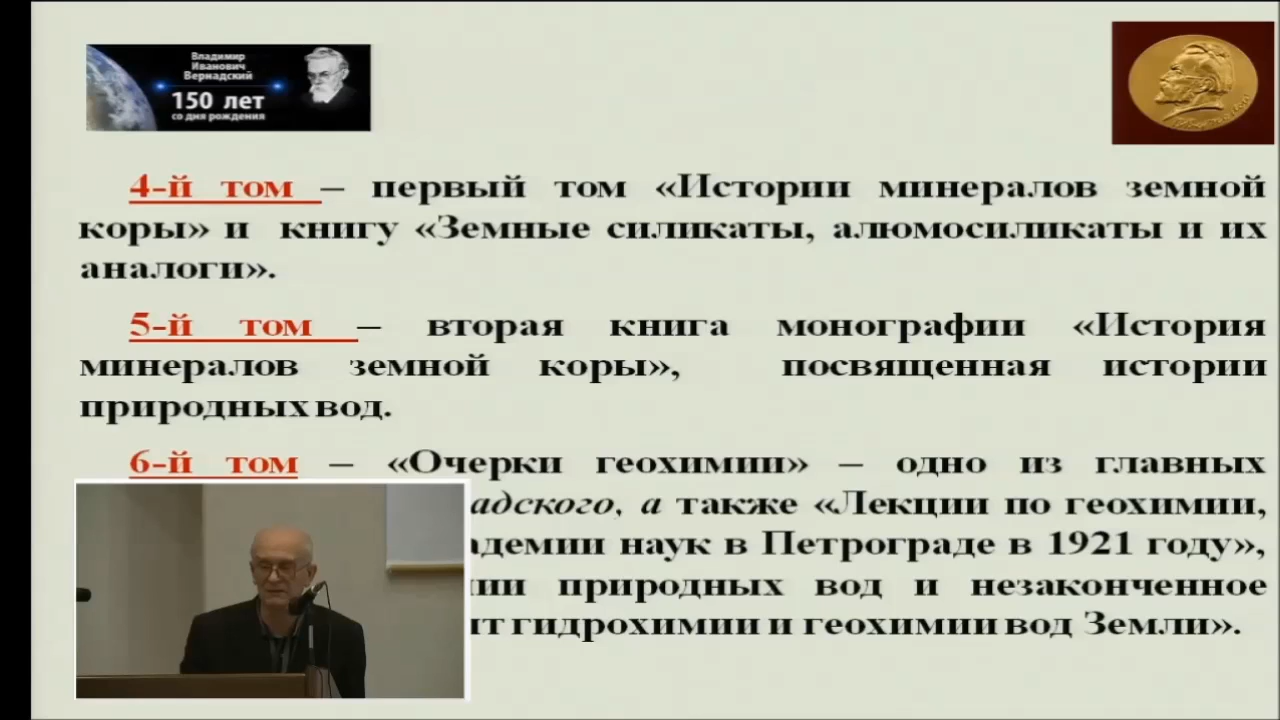 Владимир
Иванович
Вернадский
150 лет
со дня рождения
4-й том – первый том «Истории минералов земной
коры» и книгу «Земные силикаты, алюмосиликаты и их
аналоги».
5-й том – вторая книга монографии «История
минералов земной коры», посвященная истории
природных вод.
6-й том – «Очерки геохимии» – одно из главных
адского, а также «Лекции по геохимии,
адемии наук в Петрограде в 1921 году»,
природных вод и незаконченное
гидрохимии и геохимии вод Земли».